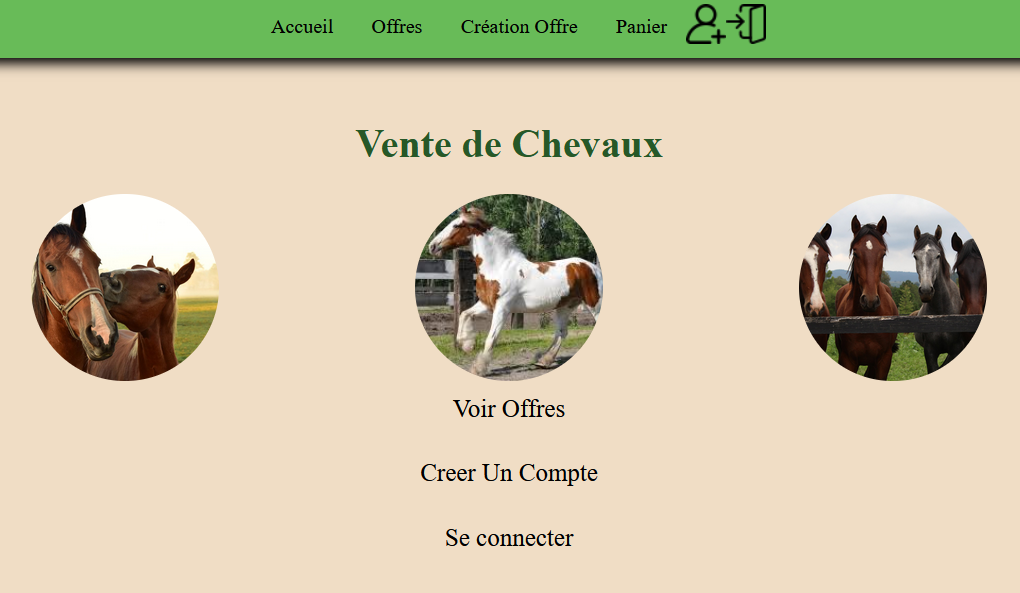 Accueil Offres Création Offre Panier
Vente de Chevaux
Voir Offres
Creer Un Compte
Se connecter